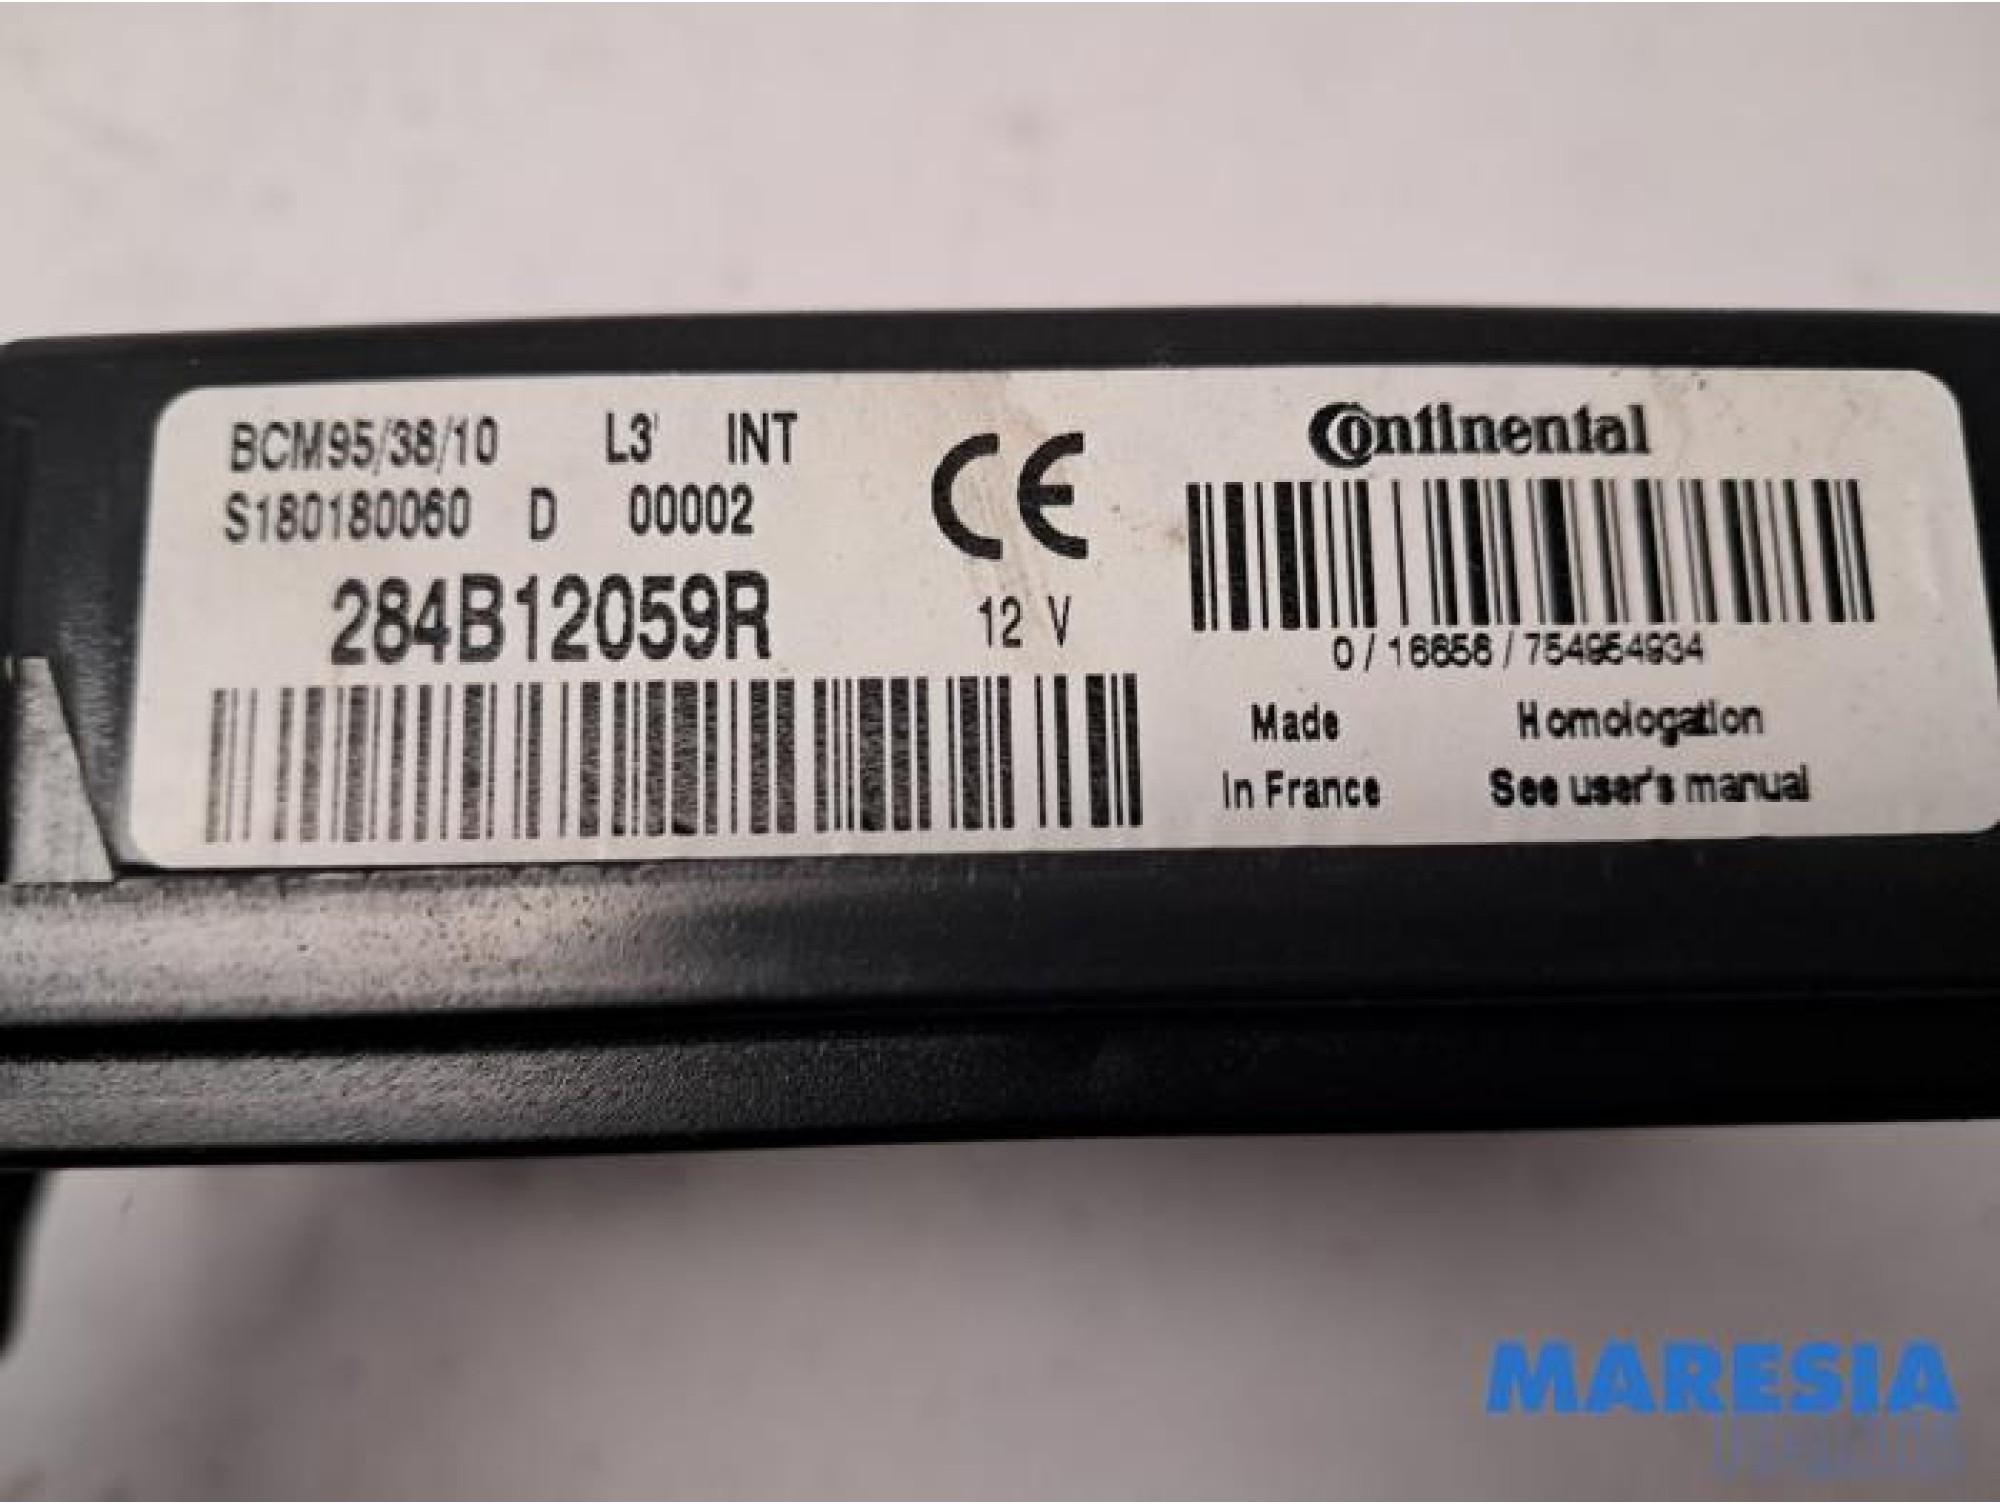 BCM95/38/10 L3' INT
S180180060 D 00002
284B12059R
12 V
Continental
0 / 16656 / 754954934
Made
In France
Homologation
See user's manual
MARESIA